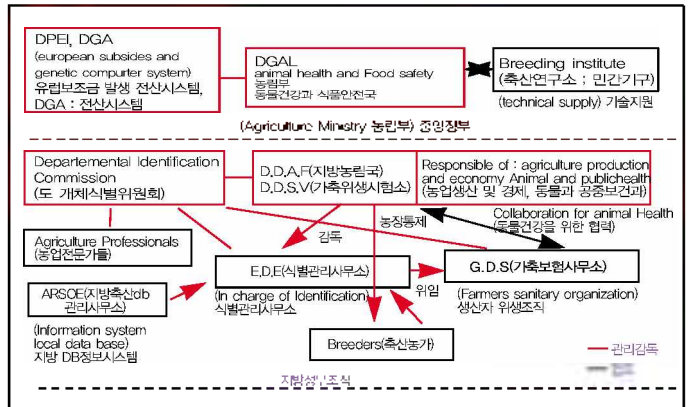 DPEI, DGA
(european subsides and
genetic compurter system)
유럽보조금 발생 전산시스템,
DGA : 전산시스템
DGAL
animal health and Food safety
농림부
동물건강과 식품안전국
Breeding institute
(축산연구소 ; 민간기구)
(technical supply) 기술지원
(Agriculture Ministry 농림부) 중앙정부
Departemental Identification
Commission
(도 개체식별위원회)
D.D.A.F(지방농림국)
D.D.S.V(가축위생시험소)
Responsible of : agriculture production
and economy Animal and publichealth
(농업생산 및 경제, 동물과 공중보건과)
Agriculture Professionals
(농업전문가들)
감독
농장통제
Collaboration for animal Health
(동물건강을 위한 협력)
E.D.E(식별관리사무소)
(In charge of Identification)
식별관리사무소
위임
G.D.S(가축보험사무소)
(Farmers sanitary organization)
생산자 위생조직
ARSOE(지방축산db
관리사무소)
(Information system
local data base)
지방 DB정보시스템
Breeders(축산농가)
관리감독